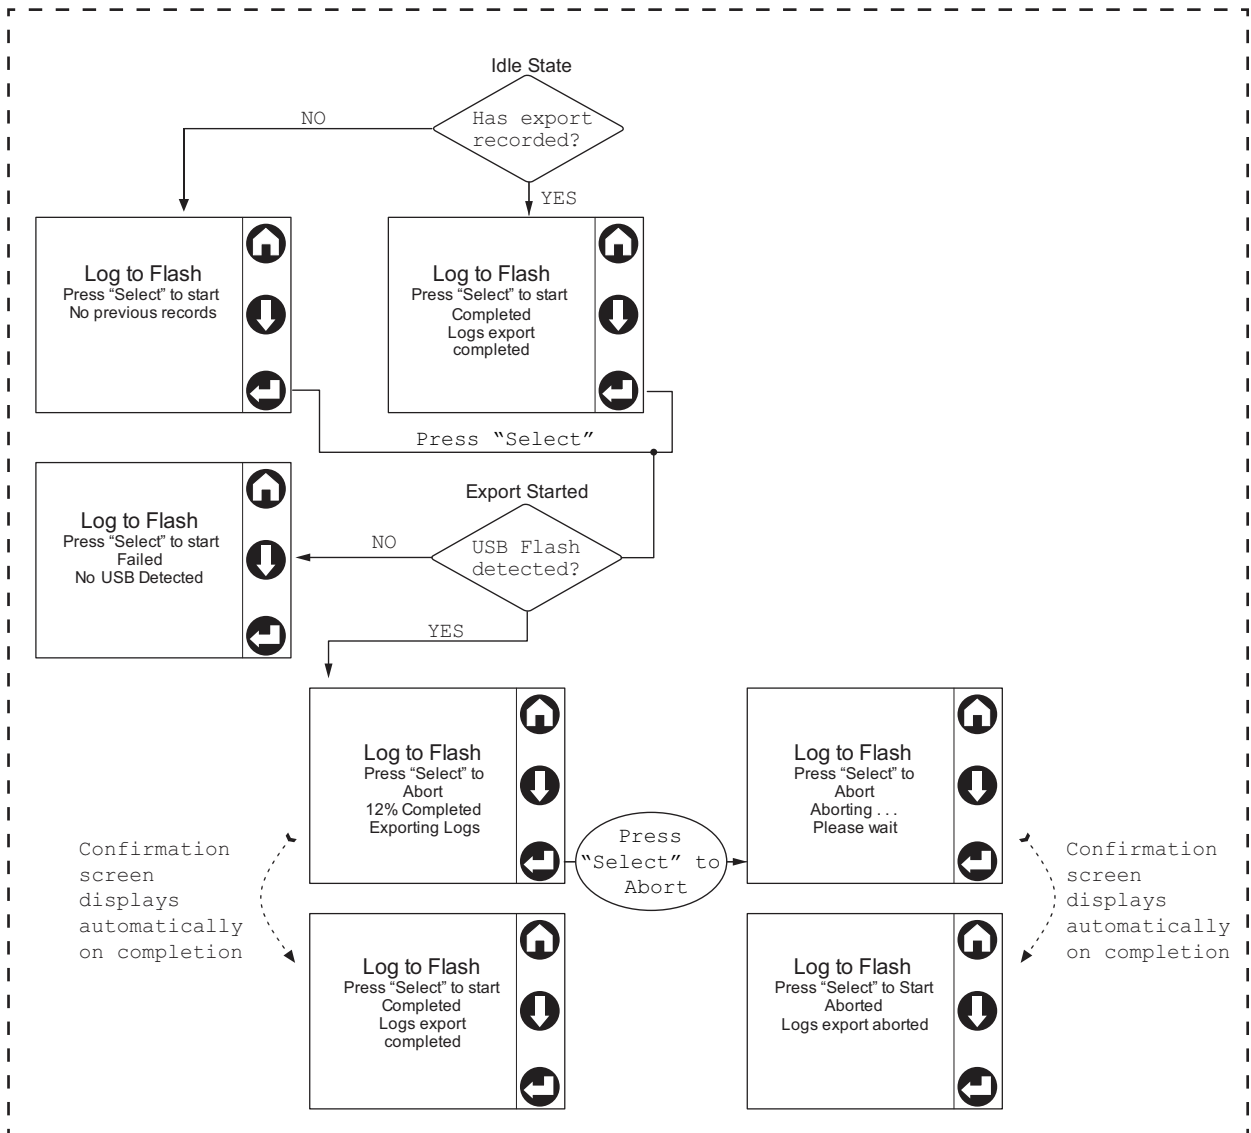 Idle State
Has export
recorded?
NO
YES
Log to Flash
Press “Select” to start
No previous records
Log to Flash
Press “Select” to start
Completed
Logs export
completed
Press “Select”
Log to Flash
Press “Select” to start
Failed
No USB Detected
Export Started
USB Flash
detected?
NO
YES
Log to Flash
Press “Select” to
Abort
12% Completed
Exporting Logs
Press
“Select” to
Abort
Log to Flash
Press “Select” to
Abort
Aborting . . .
Please wait
Confirmation
screen
displays
automatically
on completion
Confirmation
screen
displays
automatically
on completion
Log to Flash
Press “Select” to start
Completed
Logs export
completed
Log to Flash
Press “Select” to Start
Aborted
Logs export aborted